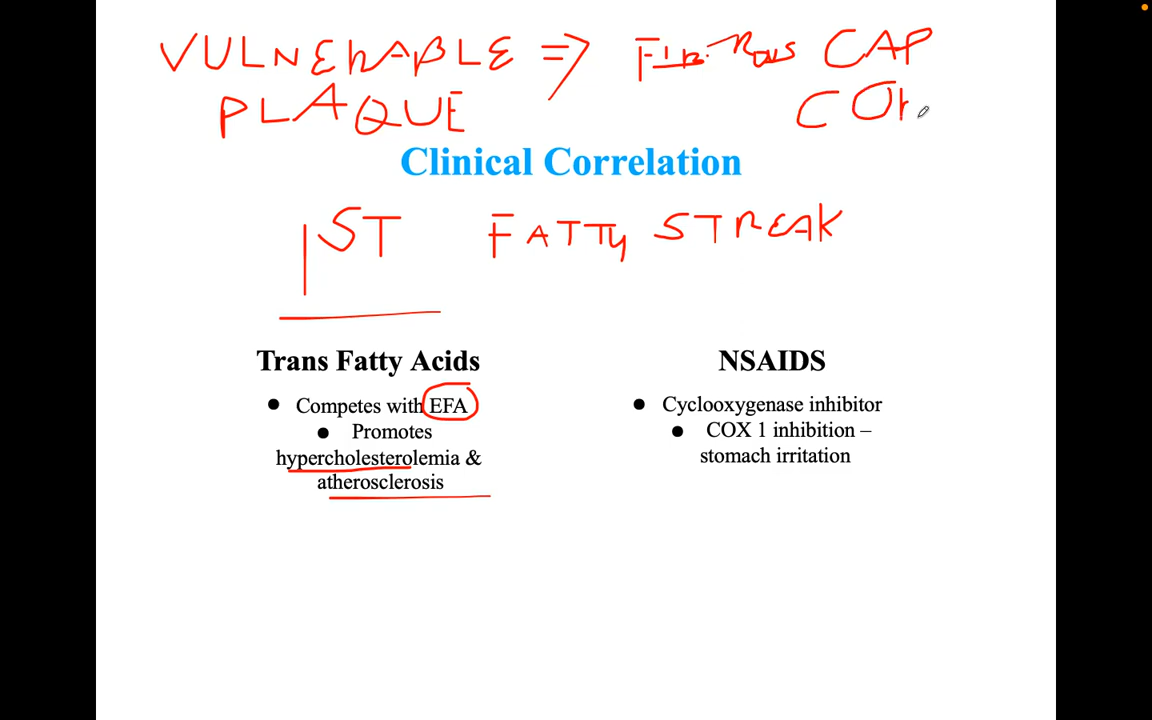 VULNERABLE => FIBROUS CAP
PLAQUE COR
Clinical Correlation
1ST FATTY STREAK
Trans Fatty Acids
● Competes with EFA
● Promotes
hypercholesterolemia &
atherosclerosis
NSAIDS
● Cyclooxygenase inhibitor
● COX 1 inhibition –
stomach irritation